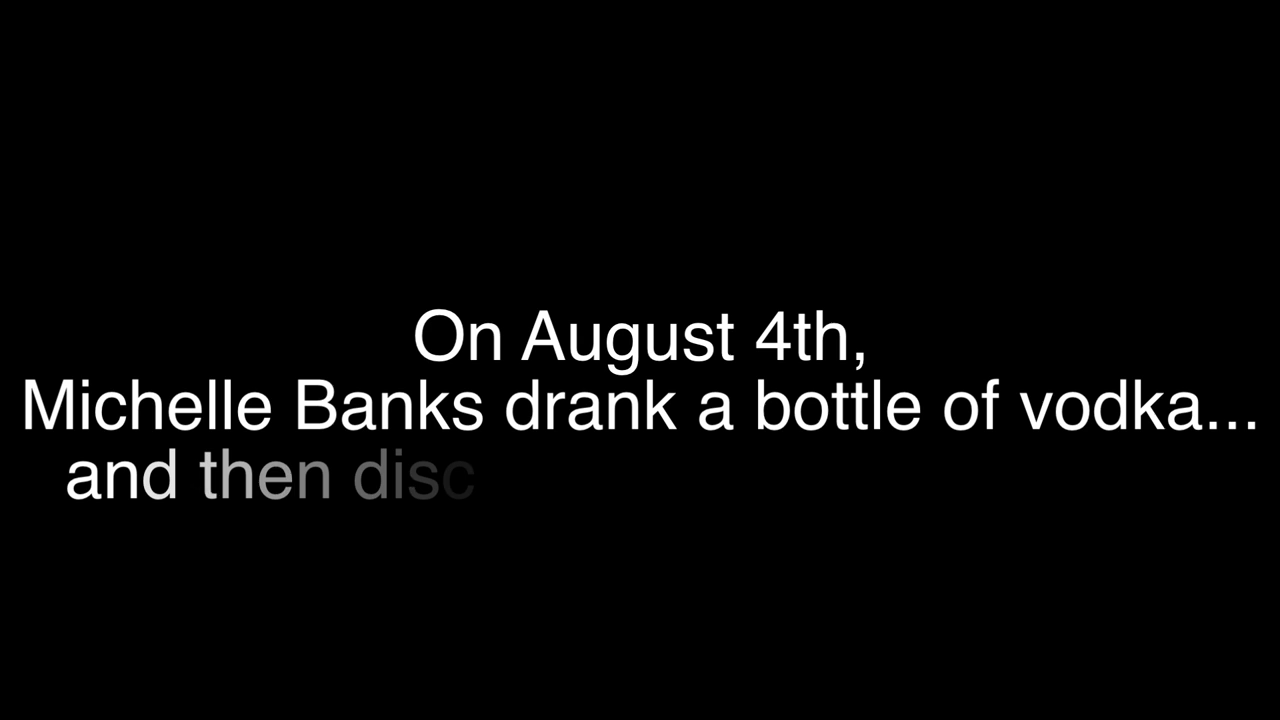 On August 4th,
Michelle Banks drank a bottle of vodka...
and then disc